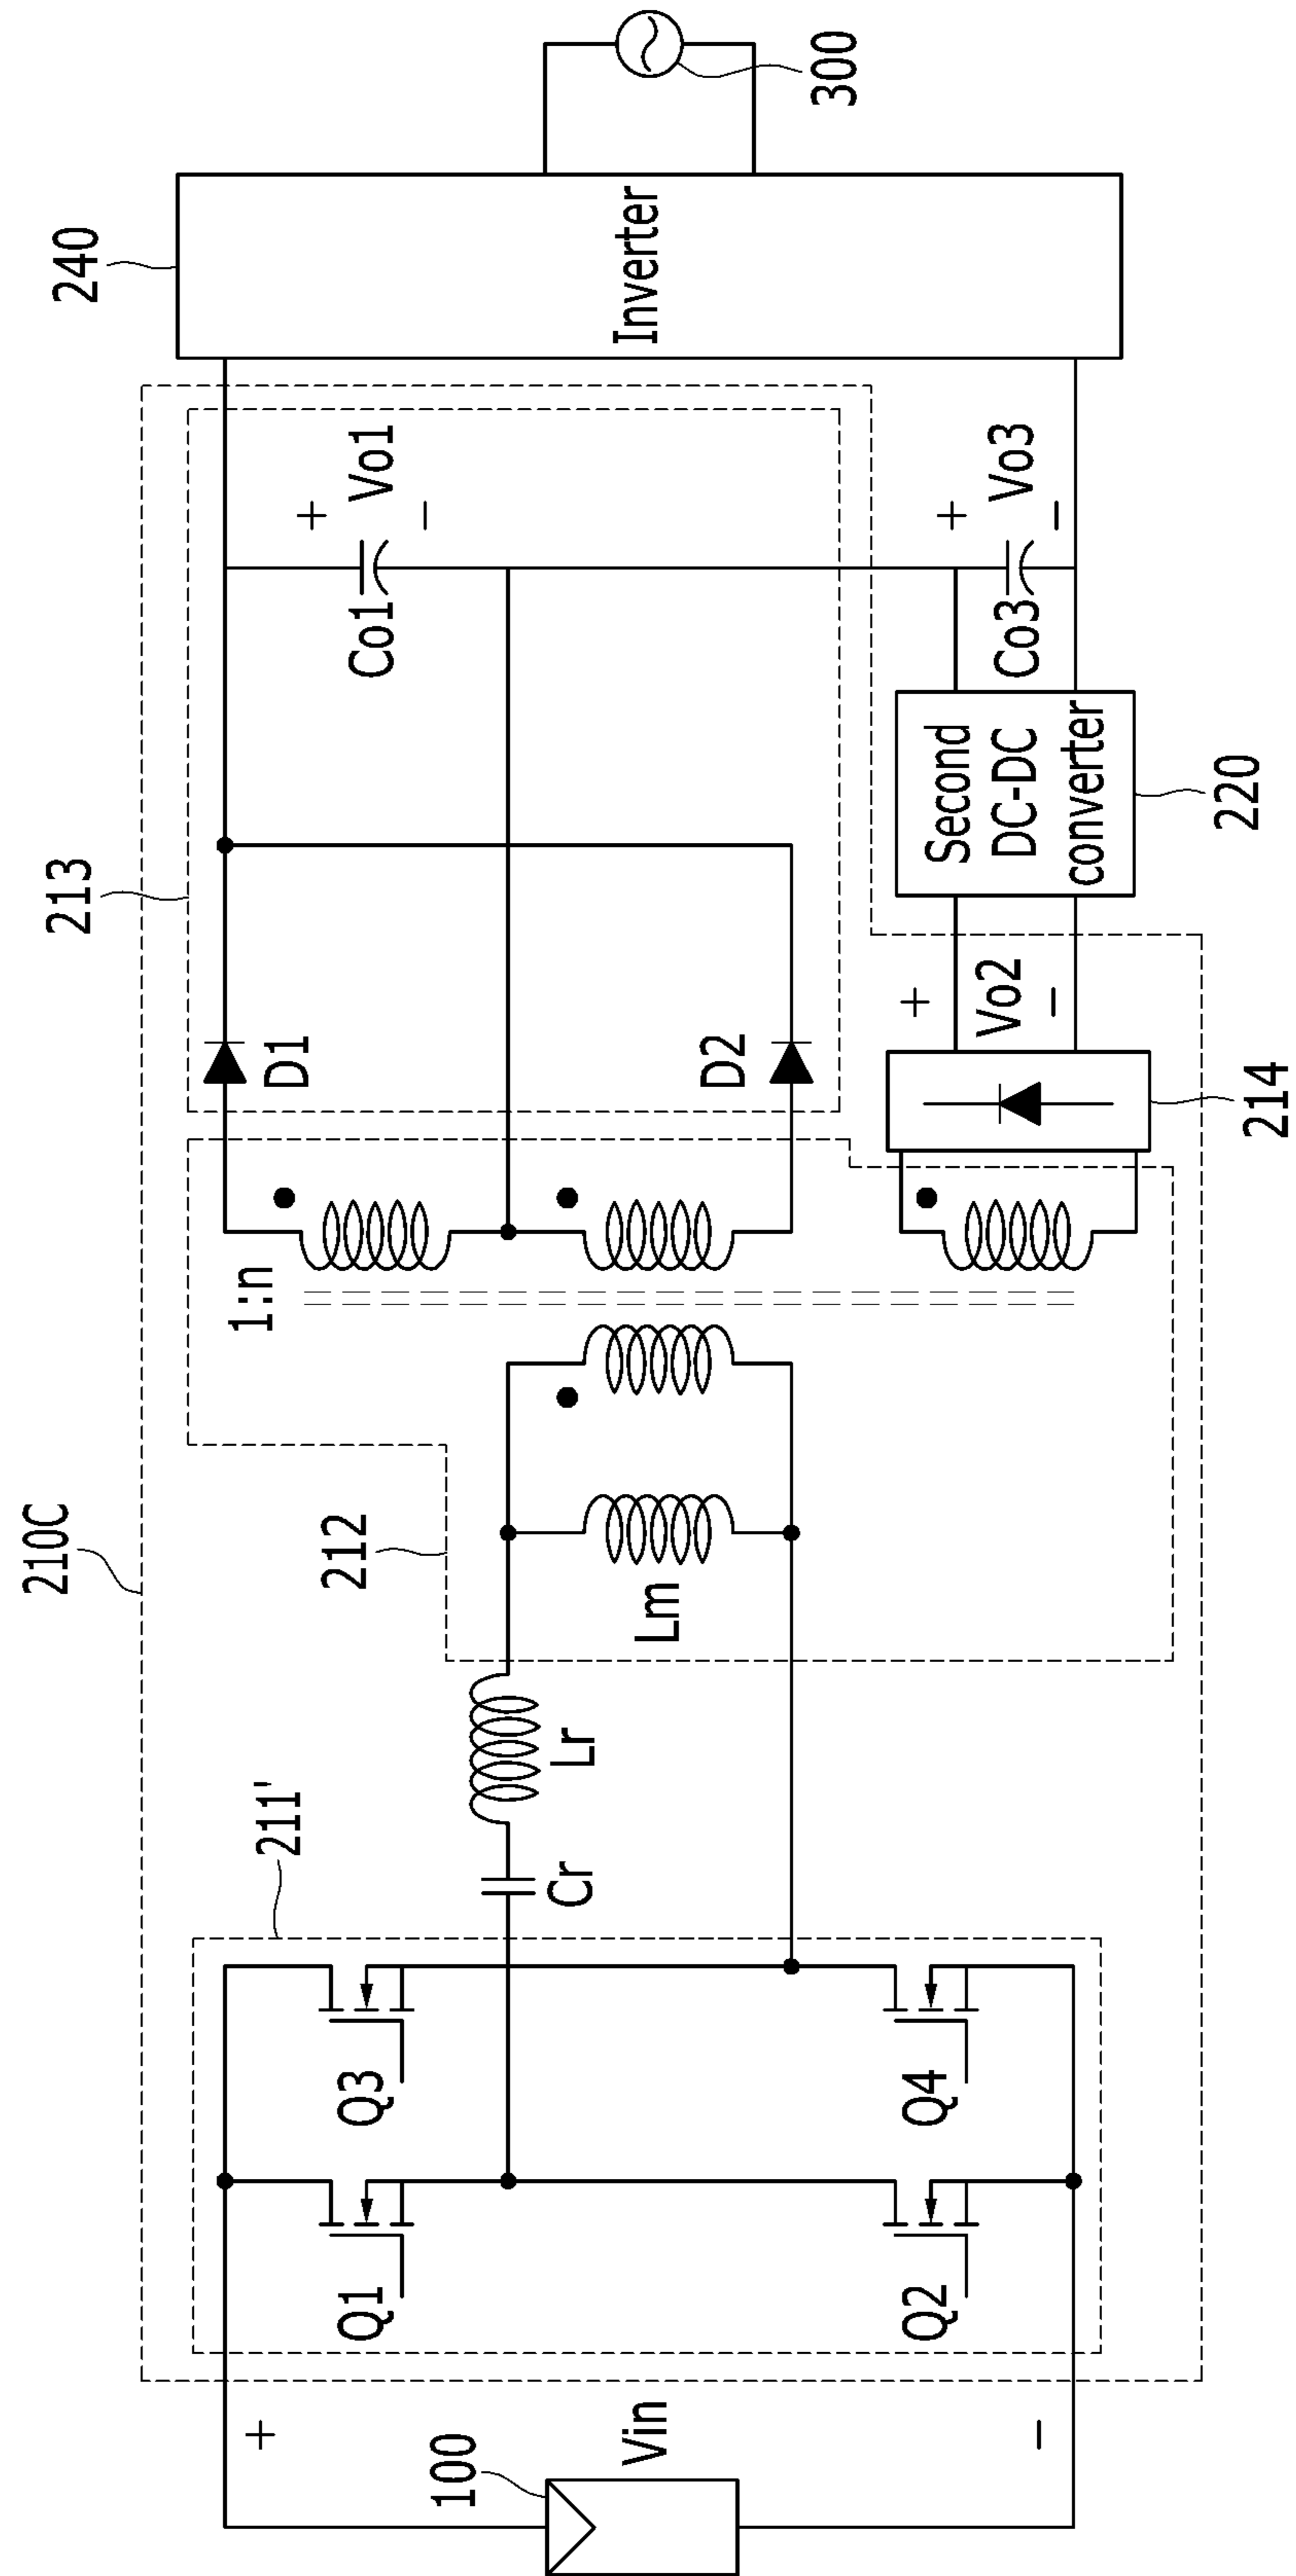 210C
100
+
Vin
−
211'
Q1
Q3
Q2
Q4
Cr
Lr
212
Lm
1:n
213
D1
D2
Co1
+
Vo1
−
214
+
Vo2
−
Second
DC-DC
converter
220
Co3
+
Vo3
−
240
Inverter
300